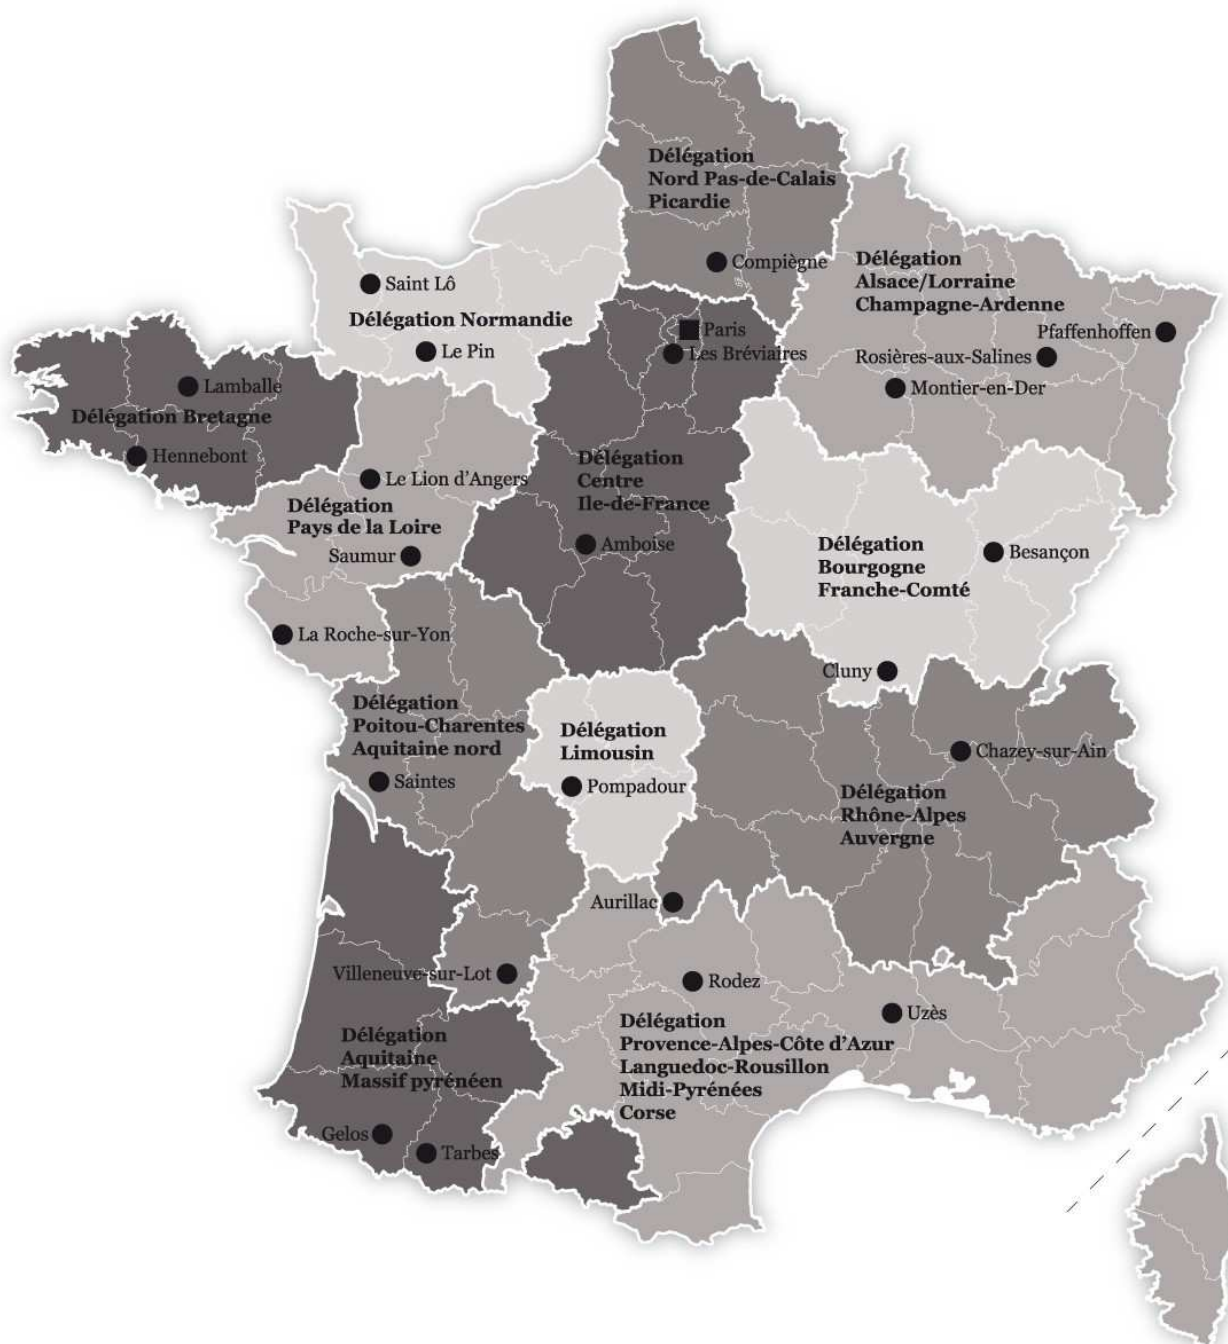 Délégation
Nord Pas-de-Calais
Picardie
Compiègne
Délégation
Alsace/Lorraine
Champagne-Ardenne
Saint Lô
Délégation Normandie
Paris
Pfaffenhoffen
Le Pin
Les Bréviaires
Rosières-aux-Salines
Lamballe
Montier-en-Der
Délégation Bretagne
Hennebont
Délégation
Centre
Ile-de-France
Le Lion d'Angers
Délégation
Pays de la Loire
Saumur
Amboise
Délégation
Bourgogne
Franche-Comté
Besançon
La Roche-sur-Yon
Cluny
Délégation
Poitou-Charentes
Aquitaine nord
Délégation
Limousin
Chazey-sur-Ain
Saintes
Pompadour
Délégation
Rhône-Alpes
Auvergne
Aurillac
Villeneuve-sur-Lot
Rodez
Uzès
Délégation
Aquitaine
Massif pyrénéen
Délégation
Provence-Alpes-Côte d'Azur
Languedoc-Rousillon
Midi-Pyrénées
Corse
Gelos
Tarbes